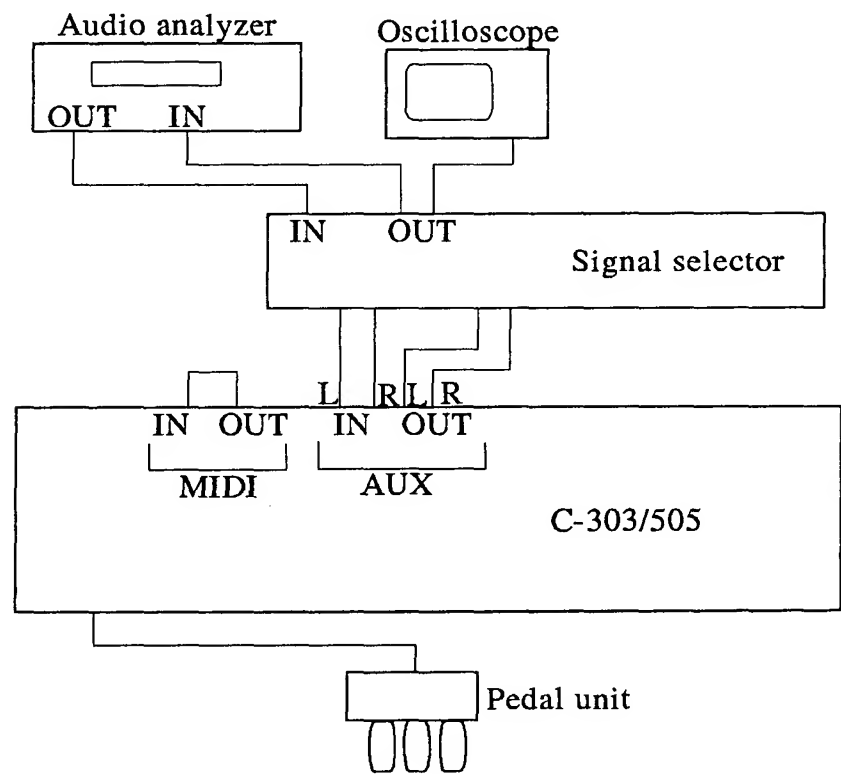 Audio analyzer
Oscilloscope
OUT IN
IN OUT
Signal selector
L R L R
IN OUT IN OUT
MIDI AUX
C-303/505
Pedal unit